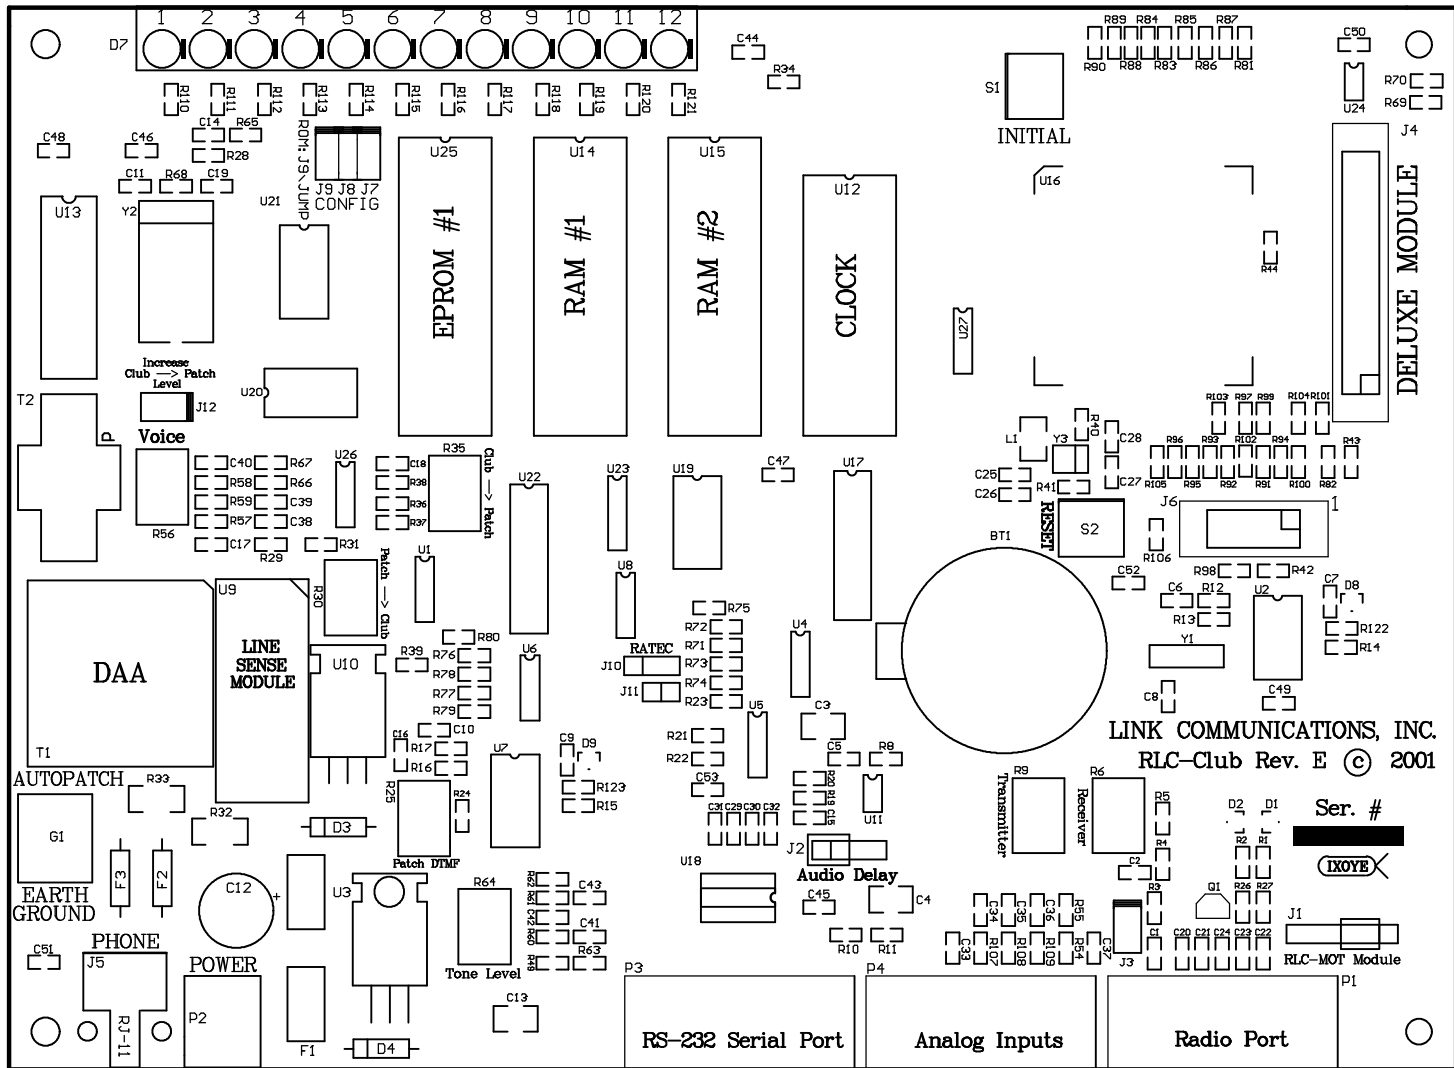 1 2 3 4 5 6 7 8 9 10 11 12
D7
C44
R34
S1
INITIAL
R89 R84 R85 R87
R90 R88 R83 R86 R81
C50
U24
R70
R69
J4
DELUXE MODULE
R110 R111 R112 R113 R114 R115 R116 R117 R118 R119 R120 R121
C48
C46
C14 R65
R28
C11 R68 C19
ROM: J9\JUMP
J9 J8 J7
CONFIG
U13
Y2
U21
U25
EPROM #1
U14
RAM #1
U15
RAM #2
U12
CLOCK
U16
R44
U27
Increase
Club --> Patch
Level
J12
U20
T2
P
Voice
R56
C40 R67
R58 R66
R59 C39
R57 C38
C17 R29
R31
U26
C18
R38
R36
R37
R35
Club --> Patch
U22
U23
U19
C47
U17
L1
Y3
R40
C28
C25
C26
R41
C27
RESET
S2
R103 R97 R99 R104 R101
R96 R93 R102 R94 R43
R105 R95 R92 R91 R100 R82
J6
1
R106
R98 R42
C52
C6 R12
R13
U2
C7 D8
R122
R14
Y1
C8
C49
BT1
DAA
T1
U9
LINE
SENSE
MODULE
R30
Patch --> Club
U1
U10
R39
R80
R76
R78
R77
R79
C10
U6
U8
RATEC
J10
J11
R75
R72
R71
R73
R74
R23
U4
U5
C3
R21
R22
C53
C5 R8
LINK COMMUNICATIONS, INC.
RLC-Club Rev. E © 2001
AUTOPATCH
R33
R32
G1
EARTH
GROUND
F3 F2
C16
R17
R16
R25
R24
Patch DTMF
D3
U7
C9 D9
R123
R15
C31 C29 C30 C32
R20
R19
C15
U11
J2
Audio Delay
R9
Transmitter
R6
Receiver
R5
R4
C2
D2 D1
R2 R1
Ser. #
IXOYE
C12
+
U3
R64
Tone Level
R62
R61
C42
R60
R49
C43
C41
R63
U18
C45
C4
R10 R11
C34 C35 C36 R55
C33 R107 R108 R109 R54 C37
J3
R3
Q1
R26 R27
C1 C20 C21 C24 C23 C22
J1
RLC-MOT Module
C51
PHONE
J5
RJ-11
POWER
P2
F1
D4
C13
P3
RS-232 Serial Port
P4
Analog Inputs
P1
Radio Port